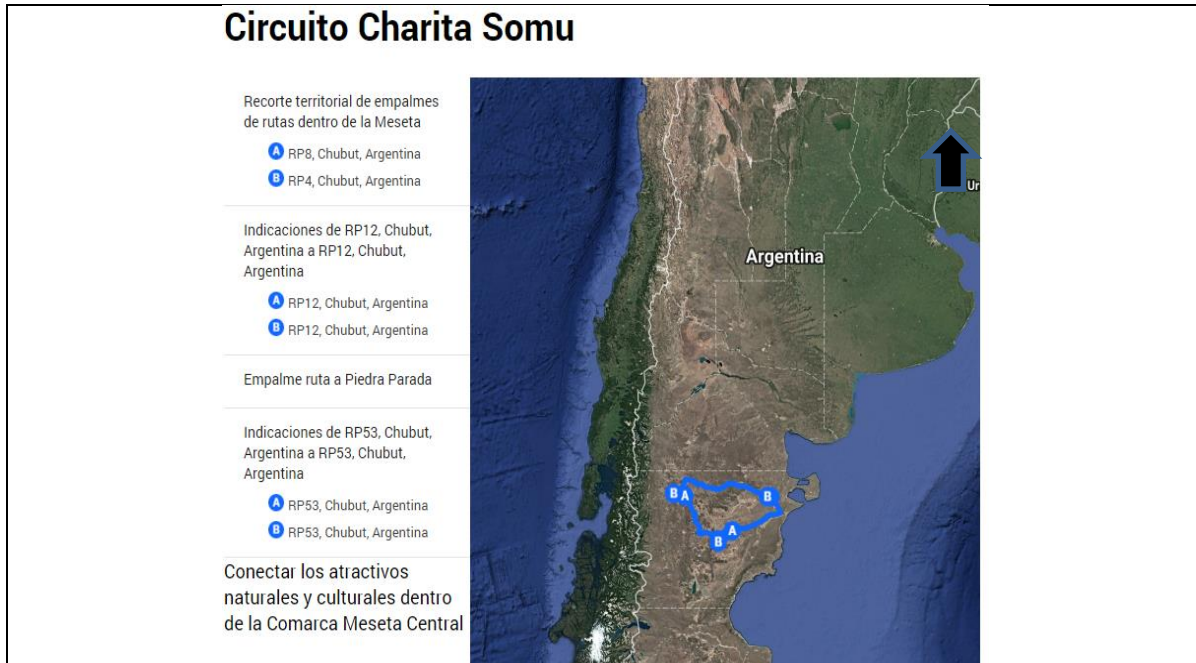 Circuito Charita Somu
Recorte territorial de empalmes
de rutas dentro de la Meseta
A RP8, Chubut, Argentina
B RP4, Chubut, Argentina
Indicaciones de RP12, Chubut,
Argentina a RP12, Chubut,
Argentina
A RP12, Chubut, Argentina
B RP12, Chubut, Argentina
Empalme ruta a Piedra Parada
Indicaciones de RP53, Chubut,
Argentina a RP53, Chubut,
Argentina
A RP53, Chubut, Argentina
B RP53, Chubut, Argentina
Conectar los atractivos
naturales y culturales dentro
de la Comarca Meseta Central
Ur
Argentina
B A B
A
B